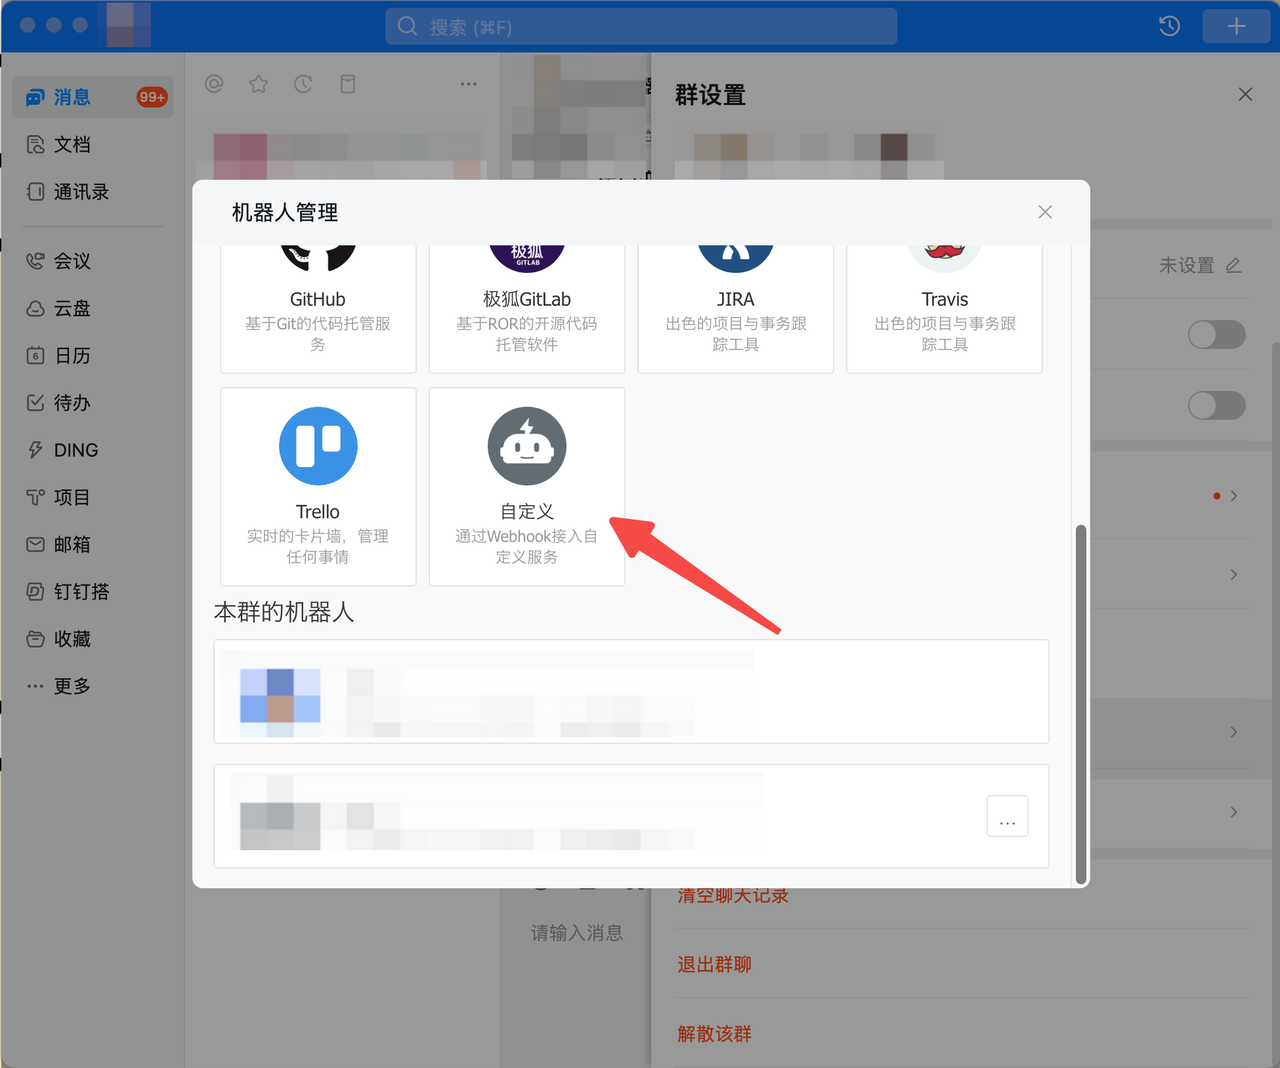 搜索 (⌘F)
消息
99+
文档
通讯录
会议
云盘
6
日历
待办
DING
项目
邮箱
钉钉搭
收藏
更多
群设置
未设置
机器人管理
GitHub
基于Git的代码托管服
务
极狐
GITLAB
极狐GitLab
基于ROR的开源代码
托管软件
JIRA
出色的项目与事务跟
踪工具
Travis
出色的项目与事务跟
踪工具
Trello
实时的卡片墙，管理
任何事情
自定义
通过Webhook接入自
定义服务
本群的机器人
...
清空聊天记录
请输入消息
退出群聊
解散该群